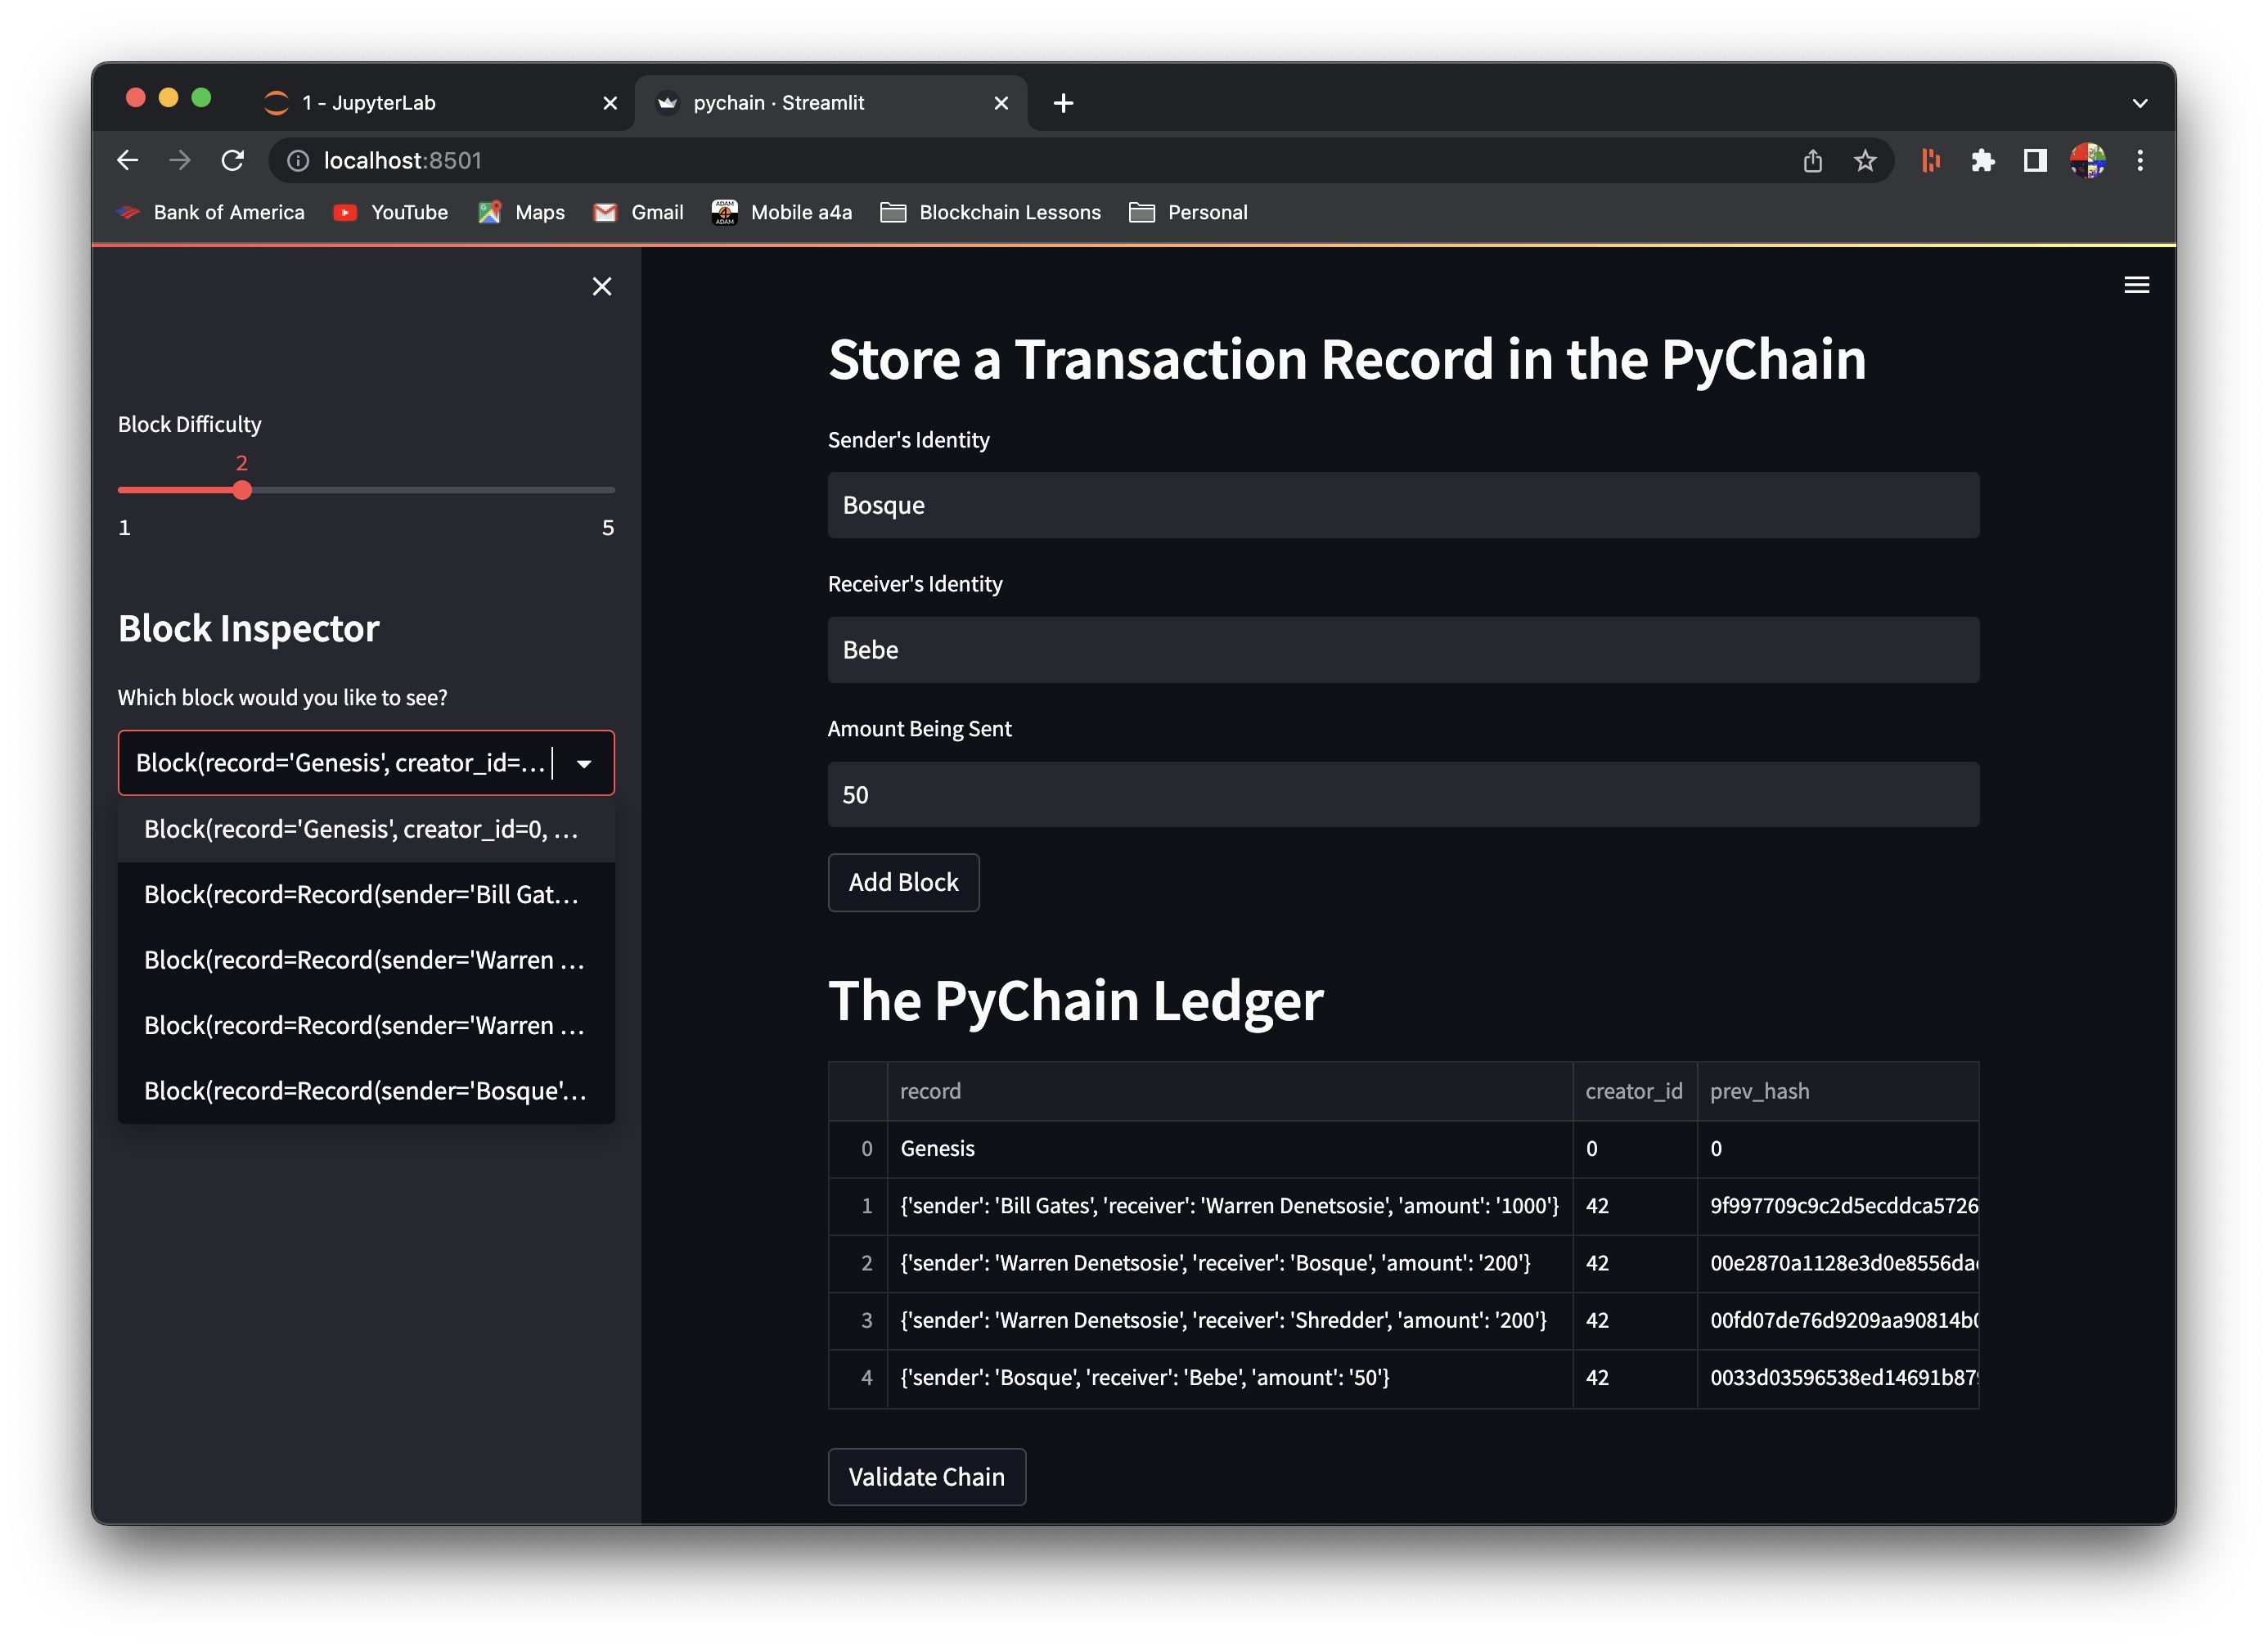 1 - JupyterLab
pychain · Streamlit
localhost:8501
Bank of America YouTube Maps Gmail Mobile a4a Blockchain Lessons Personal
Block Difficulty
2
1 5
Block Inspector
Which block would you like to see?
Block(record='Genesis', creator_id=...
Block(record='Genesis', creator_id=0, ...
Block(record=Record(sender='Bill Gat...
Block(record=Record(sender='Warren ...
Block(record=Record(sender='Warren ...
Block(record=Record(sender='Bosque'...
Store a Transaction Record in the PyChain
Sender's Identity
Bosque
Receiver's Identity
Bebe
Amount Being Sent
50
Add Block
The PyChain Ledger
record creator_id prev_hash
0 Genesis 0 0
1 {'sender': 'Bill Gates', 'receiver': 'Warren Denetsosie', 'amount': '1000'} 42 9f997709c9c2d5ecddca5726
2 {'sender': 'Warren Denetsosie', 'receiver': 'Bosque', 'amount': '200'} 42 00e2870a1128e3d0e8556da
3 {'sender': 'Warren Denetsosie', 'receiver': 'Shredder', 'amount': '200'} 42 00fd07de76d9209aa90814b
4 {'sender': 'Bosque', 'receiver': 'Bebe', 'amount': '50'} 42 0033d03596538ed14691b87
Validate Chain